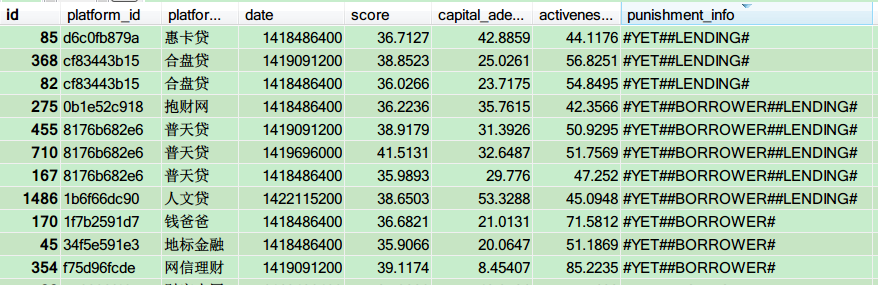 id platform_id platfor... date score capital_ade... activenes... punishment_info
85 d6c0fb879a 惠卡贷 1418486400 36.7127 42.8859 44.1176 #YET##LENDING#
368 cf83443b15 合盘贷 1419091200 38.8523 25.0261 56.8251 #YET##LENDING#
82 cf83443b15 合盘贷 1418486400 36.0266 23.7175 54.8495 #YET##LENDING#
275 0b1e52c918 抱财网 1418486400 36.2236 35.7615 42.3566 #YET##BORROWER##LENDING#
455 8176b682e6 普天贷 1419091200 38.9179 31.3926 50.9295 #YET##BORROWER##LENDING#
710 8176b682e6 普天贷 1419696000 41.5131 32.6487 51.7569 #YET##BORROWER##LENDING#
167 8176b682e6 普天贷 1418486400 35.9893 29.776 47.252 #YET##BORROWER##LENDING#
1486 1b6f66dc90 人文贷 1422115200 38.6503 53.3288 45.0948 #YET##BORROWER##LENDING#
170 1f7b2591d7 钱爸爸 1418486400 36.6821 21.0131 71.5812 #YET##BORROWER#
45 34f5e591e3 地标金融 1418486400 35.9066 20.0647 51.1869 #YET##BORROWER#
354 f75d96fcde 网信理财 1419091200 39.1174 8.45407 85.2235 #YET##BORROWER#